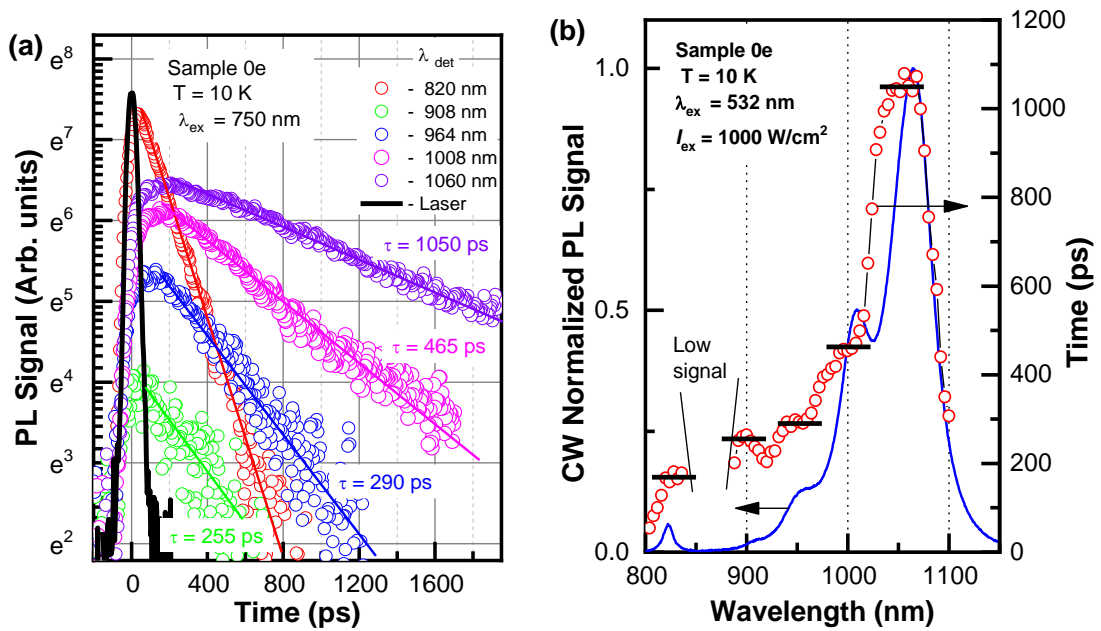 (a)
PL Signal (Arb. units)
e⁸
e⁷
e⁶
e⁵
e⁴
e³
e²
Sample 0e
T = 10 K
λex = 750 nm
λ det
- 820 nm
- 908 nm
- 964 nm
- 1008 nm
- 1060 nm
- Laser
τ = 1050 ps
τ = 465 ps
τ = 290 ps
τ = 255 ps
0 400 800 1200 1600
Time (ps)
(b)
CW Normalized PL Signal
1.0
0.5
0.0
Sample 0e
T = 10 K
λex = 532 nm
Iex = 1000 W/cm²
Low
signal
1200
1000
800
600
400
200
0
Time (ps)
800 900 1000 1100
Wavelength (nm)